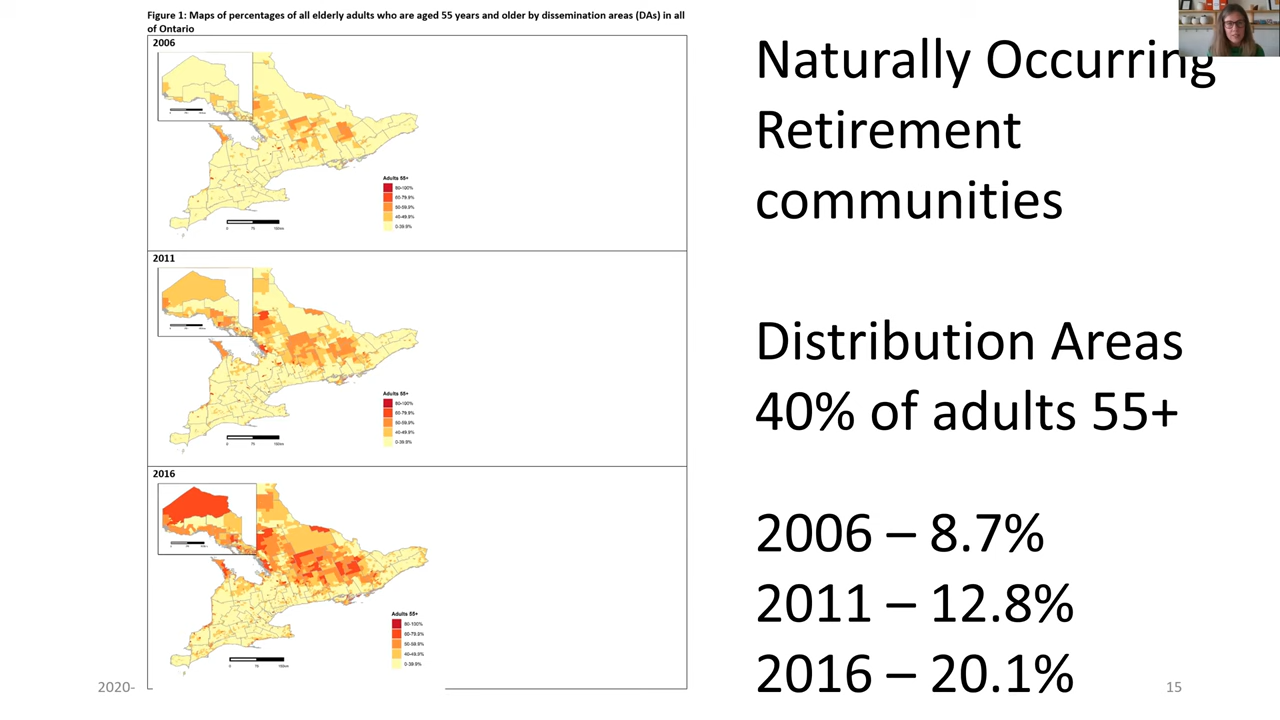 Figure 1: Maps of percentages of all elderly adults who are aged 55 years and older by dissemination areas (DAs) in all
of Ontario
2006
Adults 55+
80-100%
60-79.9%
50-59.9%
40-49.9%
0-39.9%
2011
Adults 55+
80-100%
60-79.9%
50-59.9%
40-49.9%
0-39.9%
2016
Adults 55+
80-100%
60-79.9%
50-59.9%
40-49.9%
0-39.9%
Naturally Occurring
Retirement
communities
Distribution Areas
40% of adults 55+
2006 – 8.7%
2011 – 12.8%
2016 – 20.1%
2020-
15